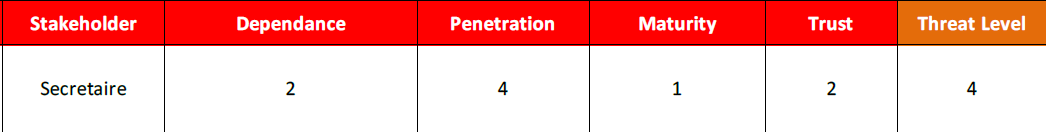 Stakeholder Dependance Penetration Maturity Trust Threat Level
Secretaire 2 4 1 2 4